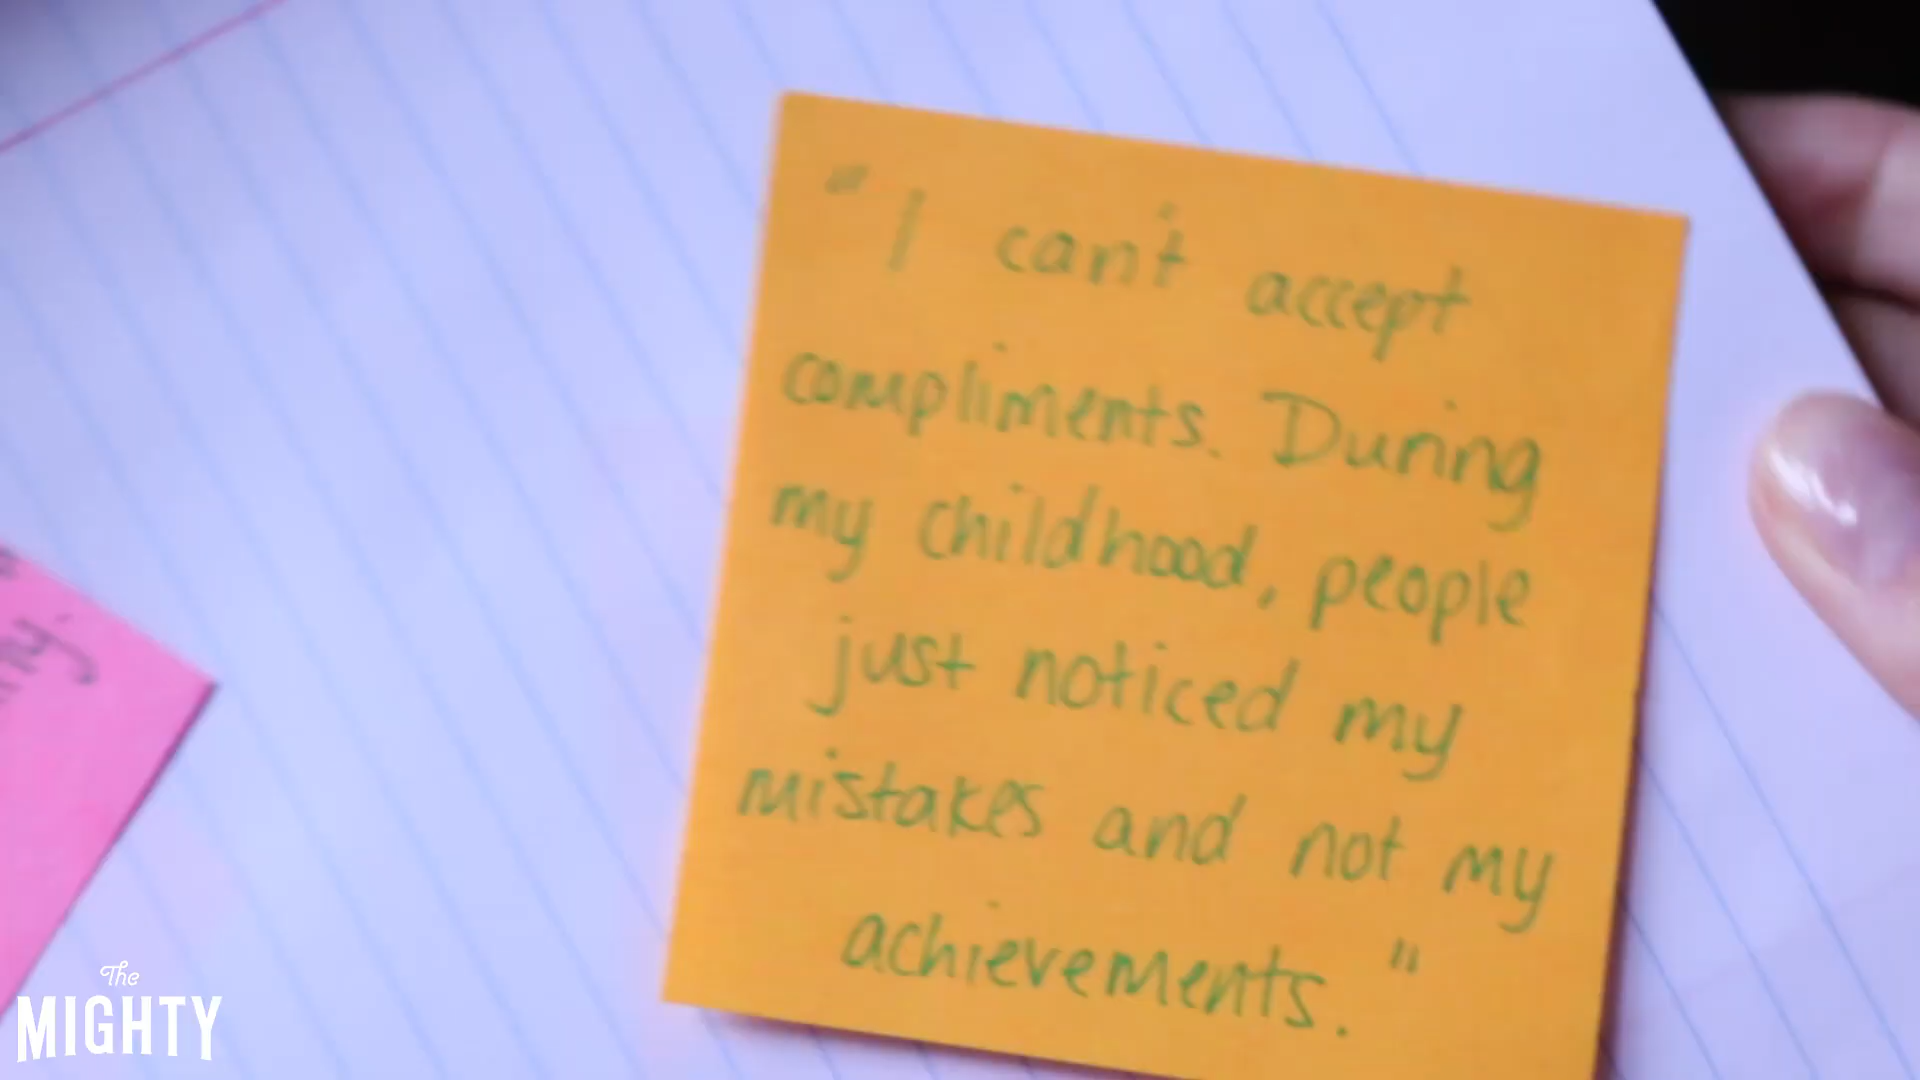 "I can't accept
compliments. During
my childhood, people
just noticed my
mistakes and not my
achievements."
The
MIGHTY